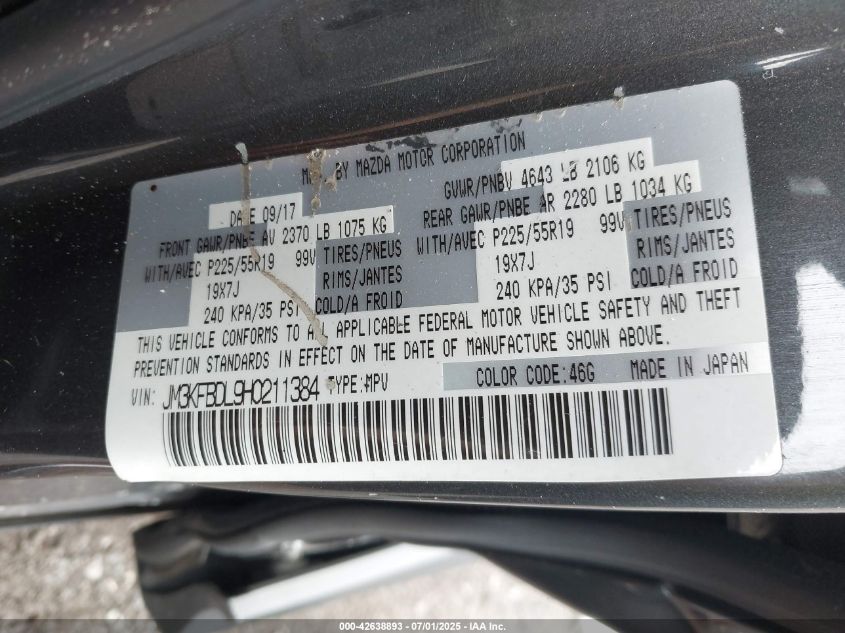 MFD BY MAZDA MOTOR CORPORATION
DATE 09/17 GVWR/PNBV 4643 LB 2106 KG
FRONT GAWR/PNBE AV 2370 LB 1075 KG REAR GAWR/PNBE AR 2280 LB 1034 KG
WITH/AVEC P225/55R19 99V TIRES/PNEUS WITH/AVEC P225/55R19 99V TIRES/PNEUS
19X7J RIMS/JANTES 19X7J RIMS/JANTES
240 KPA/35 PSI COLD/A FROID 240 KPA/35 PSI COLD/A FROID
THIS VEHICLE CONFORMS TO ALL APPLICABLE FEDERAL MOTOR VEHICLE SAFETY AND THEFT
PREVENTION STANDARDS IN EFFECT ON THE DATE OF MANUFACTURE SHOWN ABOVE.
VIN: JM3KFBDL9H0211384 TYPE:MPV COLOR CODE:46G MADE IN JAPAN
000-42638893 - 07/01/2025 - IAA Inc.